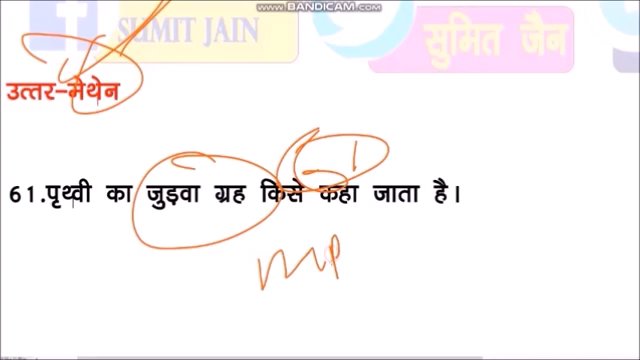 WWW.BANDICAM.COM
SUMIT JAIN
सुमित जैन
उत्तर-मेथेन
61.पृथ्वी का जुड़वा ग्रह किसे कहा जाता है।